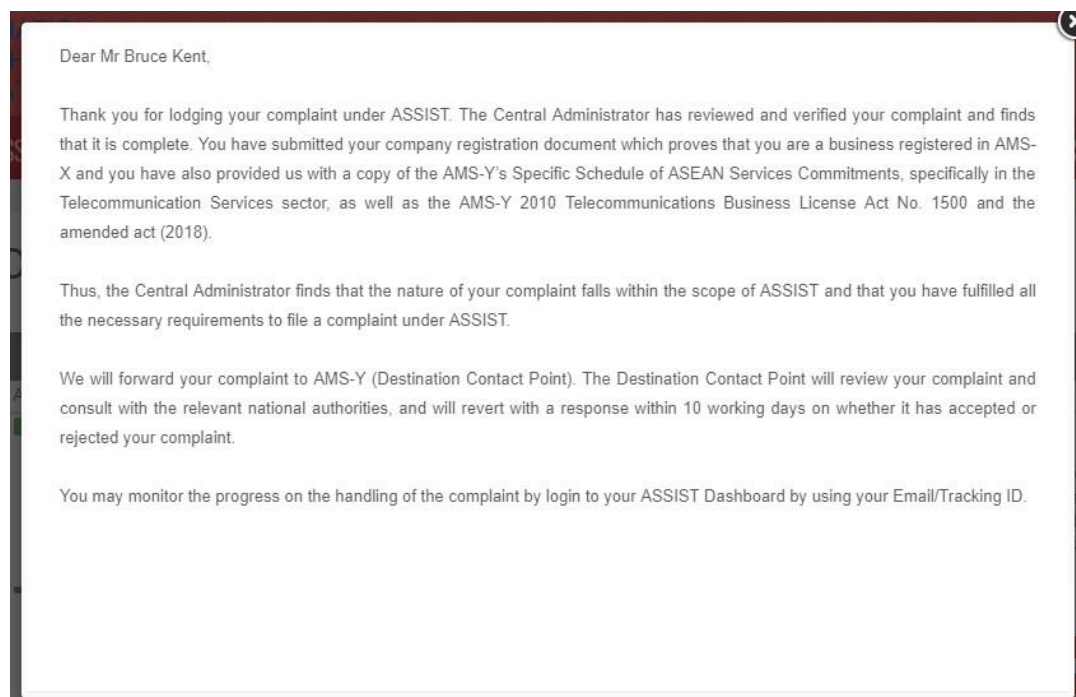 Dear Mr Bruce Kent,
Thank you for lodging your complaint under ASSIST. The Central Administrator has reviewed and verified your complaint and finds
that it is complete. You have submitted your company registration document which proves that you are a business registered in AMS-
X and you have also provided us with a copy of the AMS-Y's Specific Schedule of ASEAN Services Commitments, specifically in the
Telecommunication Services sector, as well as the AMS-Y 2010 Telecommunications Business License Act No. 1500 and the
amended act (2018).
Thus, the Central Administrator finds that the nature of your complaint falls within the scope of ASSIST and that you have fulfilled all
the necessary requirements to file a complaint under ASSIST.
We will forward your complaint to AMS-Y (Destination Contact Point). The Destination Contact Point will review your complaint and
consult with the relevant national authorities, and will revert with a response within 10 working days on whether it has accepted or
rejected your complaint.
You may monitor the progress on the handling of the complaint by login to your ASSIST Dashboard by using your Email/Tracking ID.